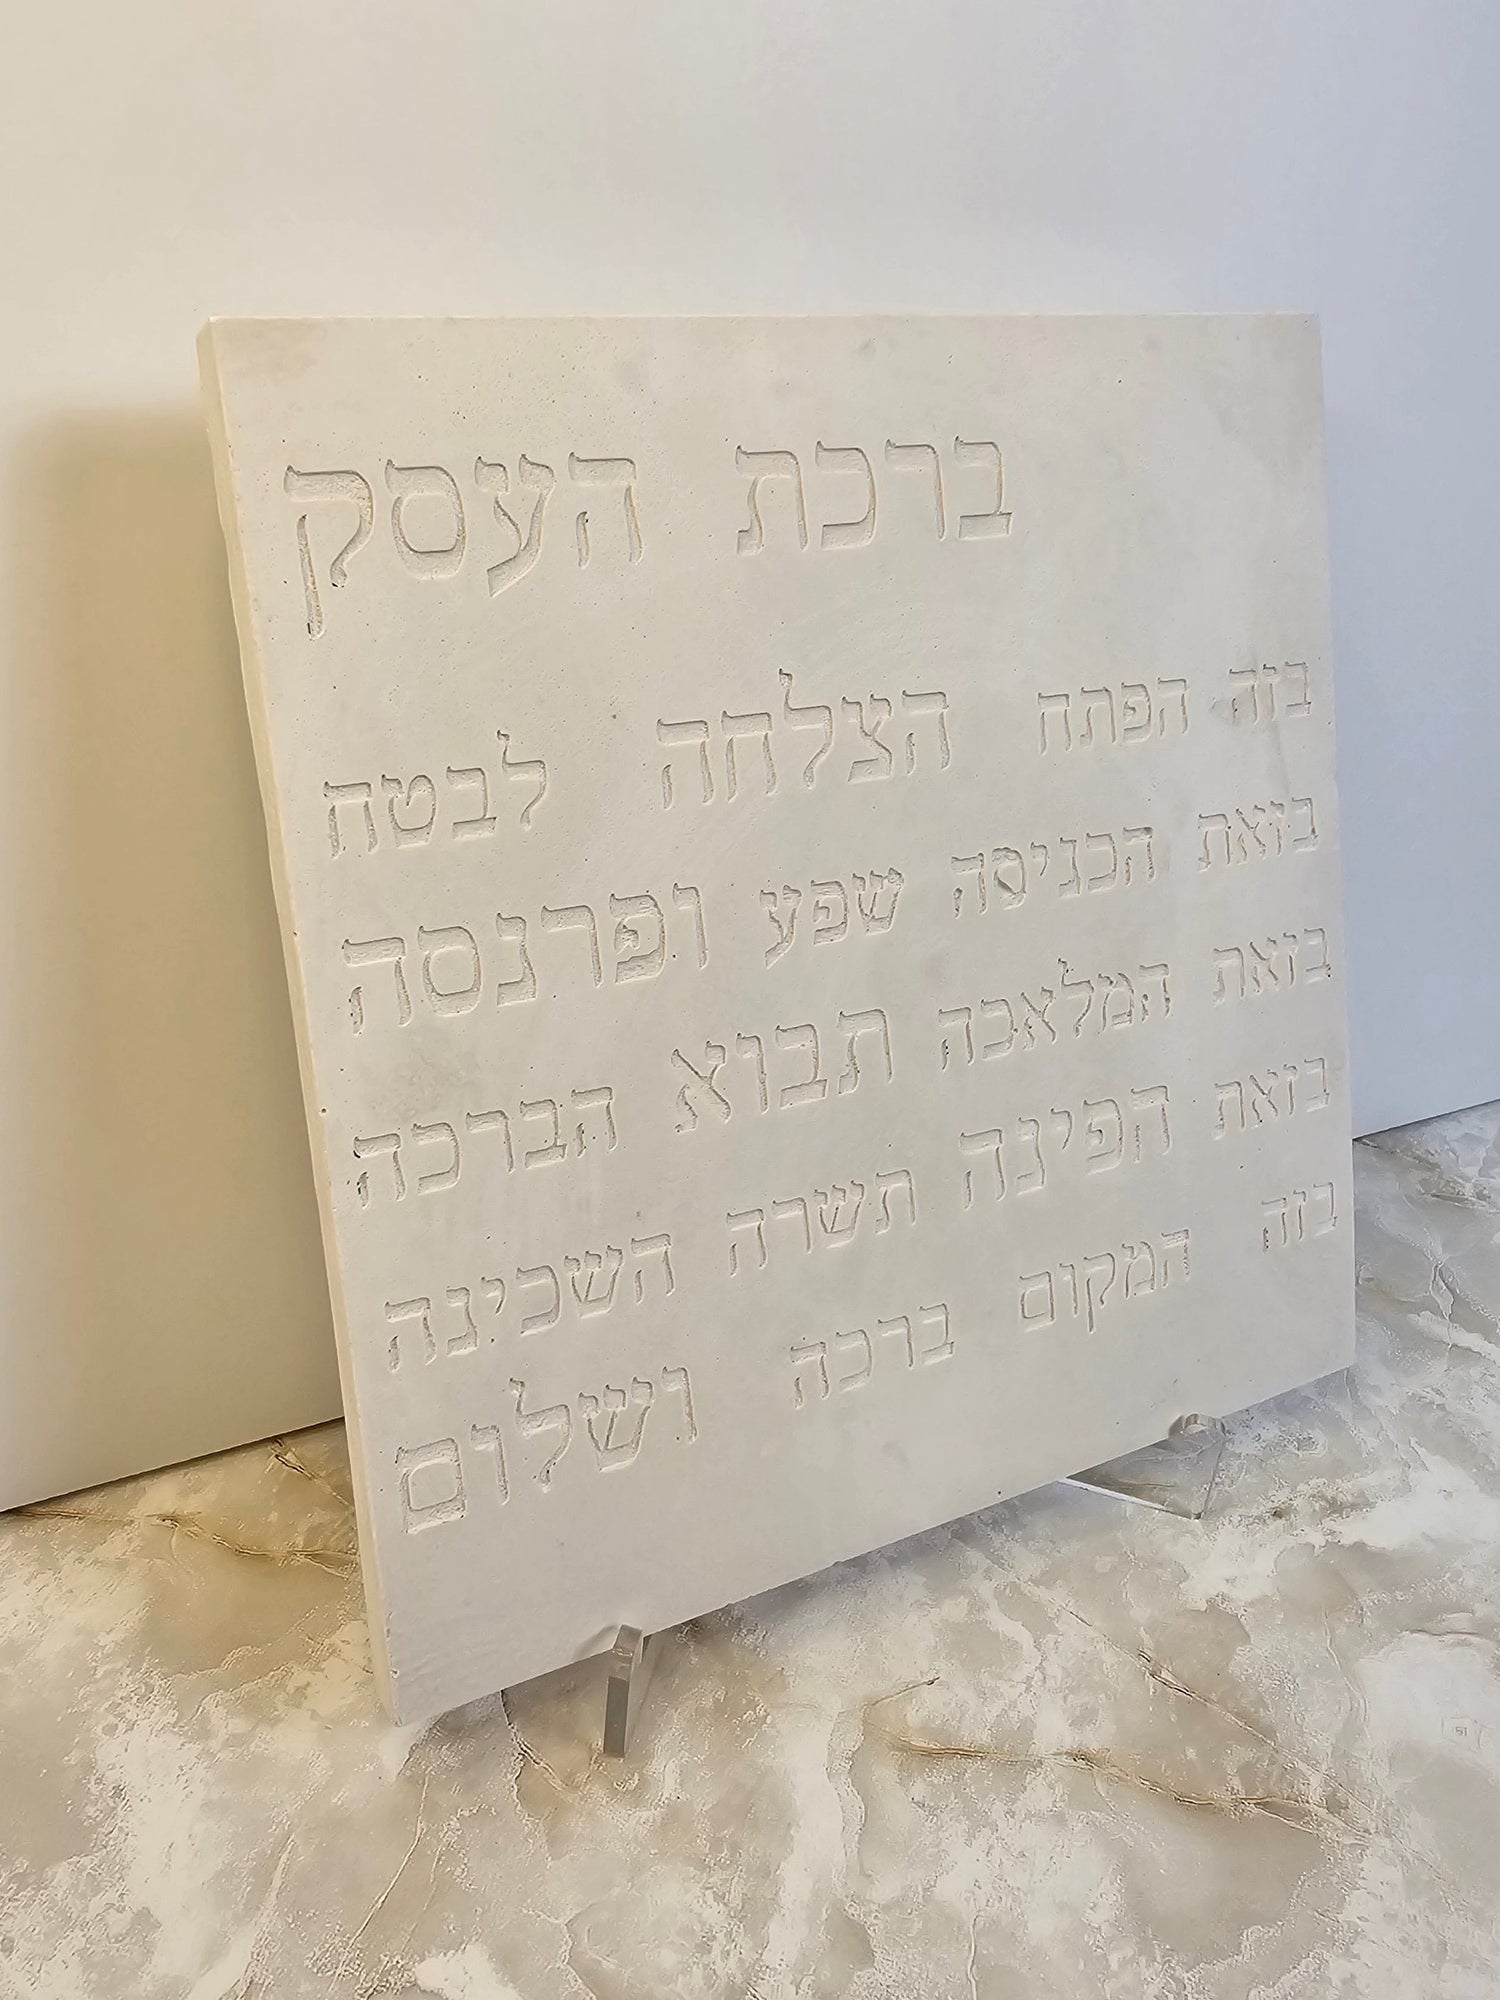 ברכת העסק
בזה הפתח הצלחה לבטח
בזאת הכניסה שפע ופרנסה
בזאת המלאכה תבוא הברכה
בזאת הפינה תשרה השכינה
בזה המקום ברכה ושלום